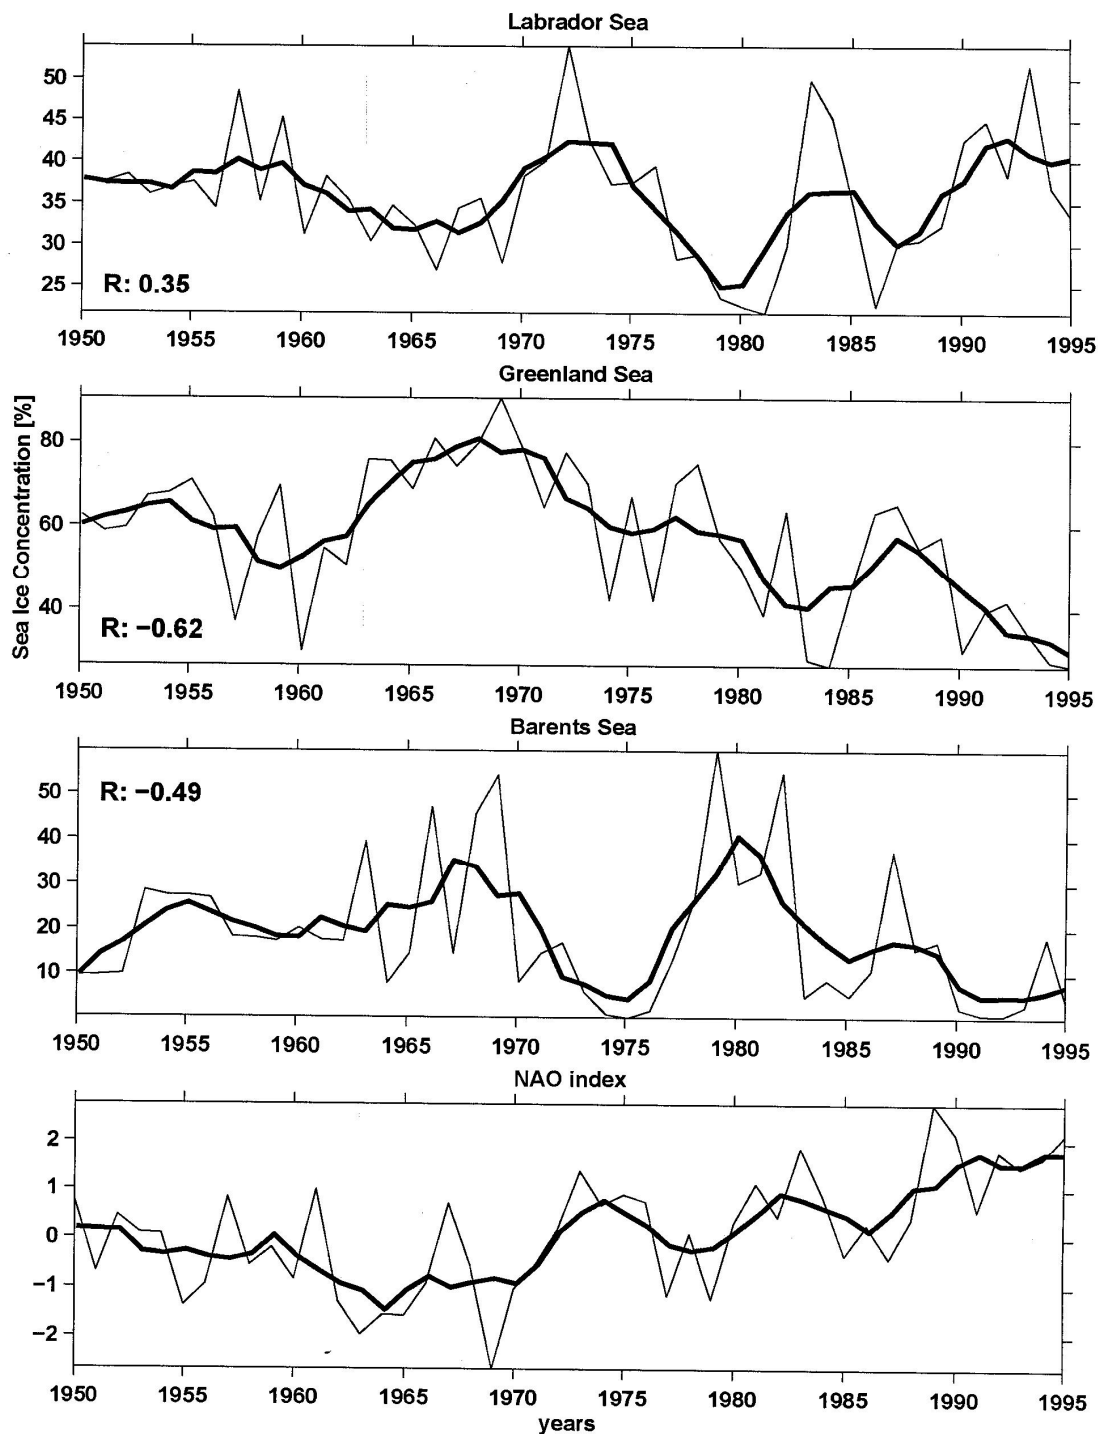 Labrador Sea
50
45
40
35
30
25
R: 0.35
1950 1955 1960 1965 1970 1975 1980 1985 1990 1995
Greenland Sea
Sea Ice Concentration [%]
80
60
40
R: −0.62
1950 1955 1960 1965 1970 1975 1980 1985 1990 1995
Barents Sea
R: −0.49
50
40
30
20
10
1950 1955 1960 1965 1970 1975 1980 1985 1990 1995
NAO index
2
1
0
−1
−2
1950 1955 1960 1965 1970 1975 1980 1985 1990 1995
years